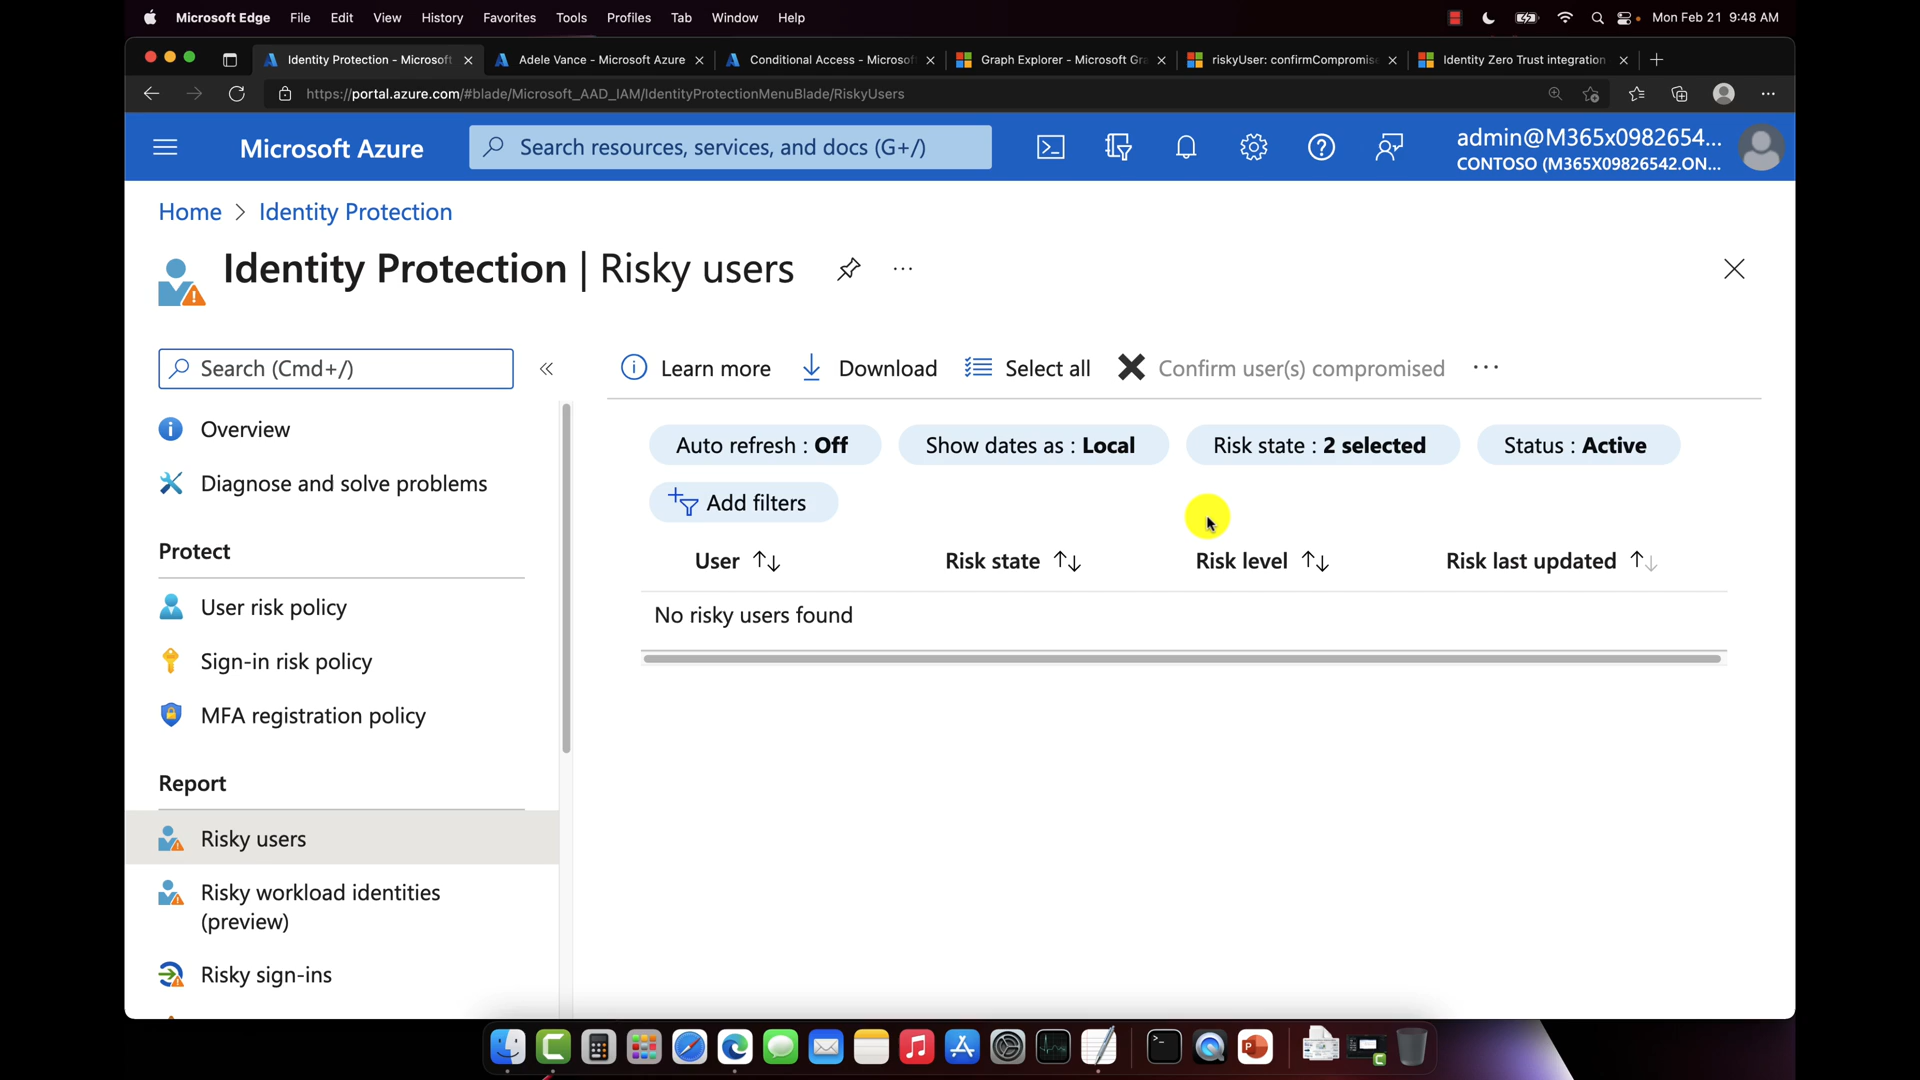 Microsoft Edge File Edit View History Favorites Tools Profiles Tab Window Help Mon Feb 21 9:48 AM
Identity Protection - Microsoft Adele Vance - Microsoft Azure Conditional Access - Microsof Graph Explorer - Microsoft Gra riskyUser: confirmCompromise Identity Zero Trust integration
https://portal.azure.com/#blade/Microsoft_AAD_IAM/IdentityProtectionMenuBlade/RiskyUsers
Microsoft Azure Search resources, services, and docs (G+/) admin@M365x0982654...
CONTOSO (M365X09826542.ON...
Home > Identity Protection
Identity Protection | Risky users ...
Search (Cmd+/) « Learn more Download Select all Confirm user(s) compromised ...
Overview
Diagnose and solve problems
Protect
User risk policy
Sign-in risk policy
MFA registration policy
Report
Risky users
Risky workload identities
(preview)
Risky sign-ins
Auto refresh : Off Show dates as : Local Risk state : 2 selected Status : Active
Add filters
User Risk state Risk level Risk last updated
No risky users found